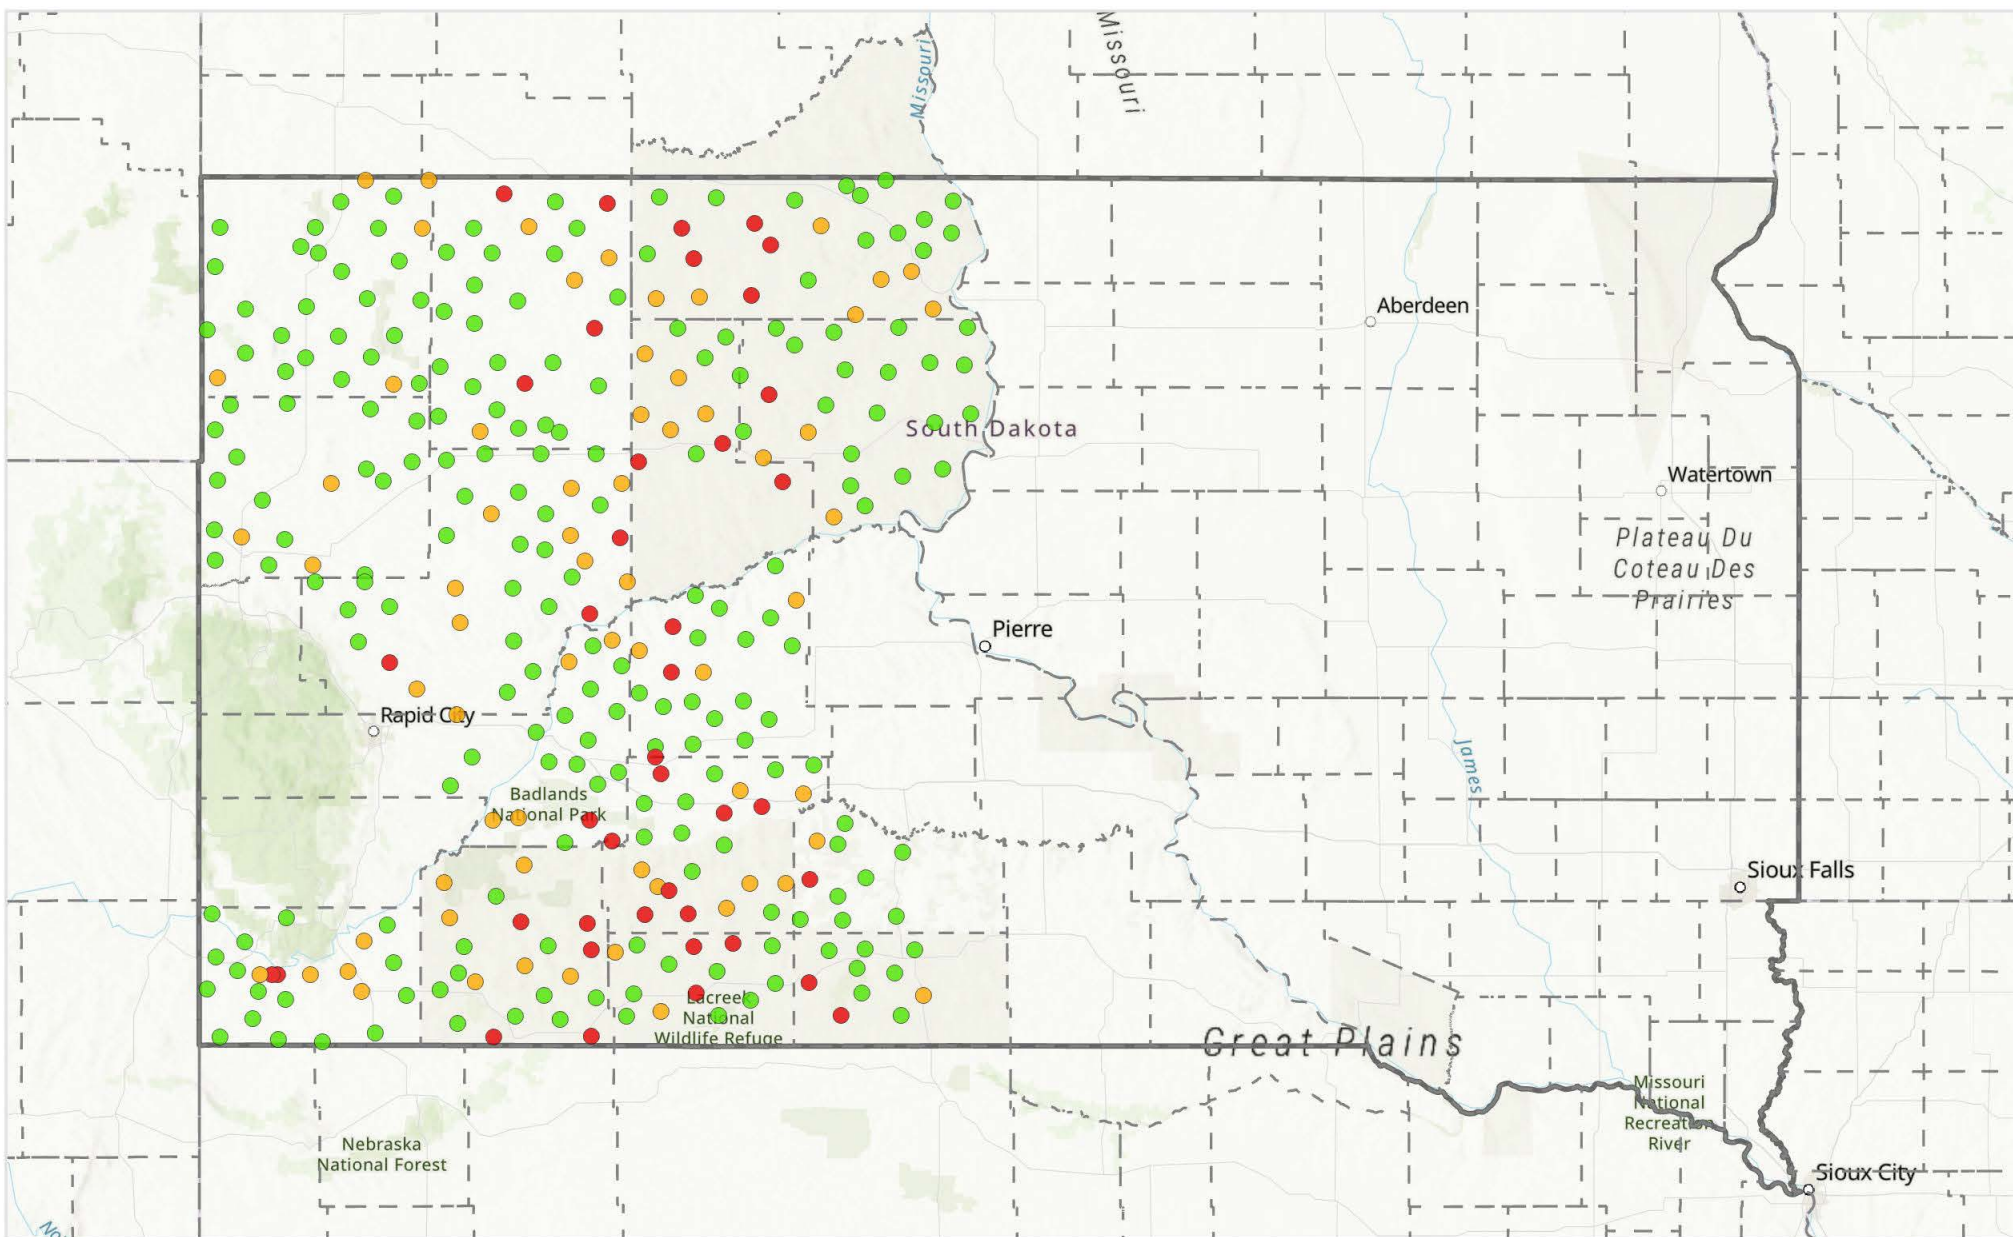 Missouri
Missouri
Aberdeen
South Dakota
Watertown
Plateau Du
Coteau Des
Prairies
Pierre
Rapid City
James
Badlands
National Park
Sioux Falls
Lacreek
National
Wildlife Refuge
Great Plains
Missouri
National
Recreation
River
Nebraska
National Forest
Sioux City